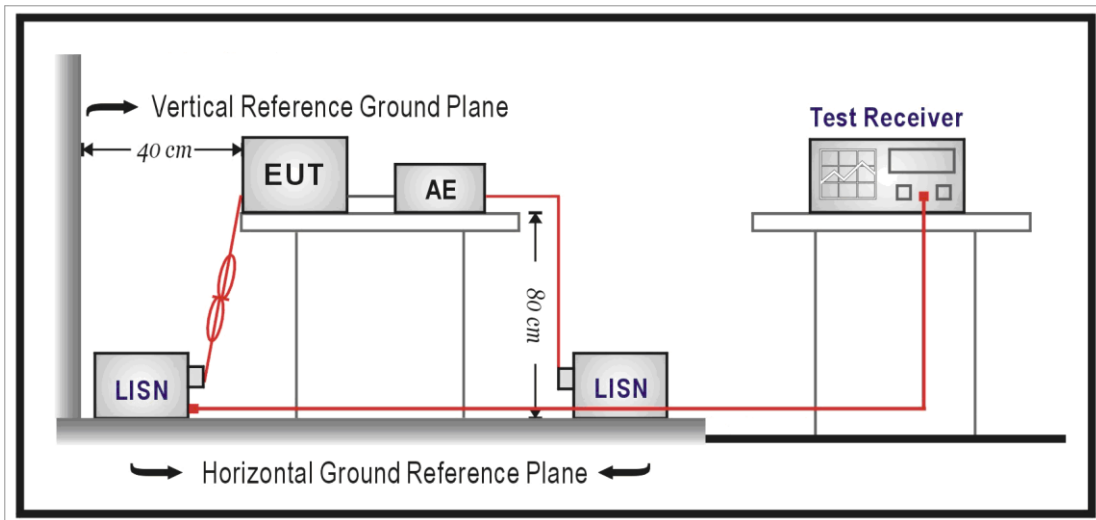 Vertical Reference Ground Plane
40 cm
EUT
AE
Test Receiver
80 cm
LISN
LISN
Horizontal Ground Reference Plane